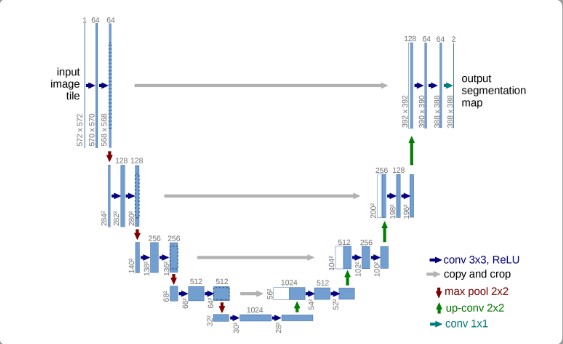 1 64 64
128 64 64 2
input
image
tile
output
segmentation
map
572 x 572
570 x 570
568 x 568
392 x 392
390 x 390
388 x 388
388 x 388
128 128
256 128
284²
282²
280²
200²
198²
196²
256 256
512 256
140²
138²
136²
104²
102²
100²
512 512
1024 512
68²
66²
64²
56²
54²
52²
1024
32²
30²
28²
conv 3x3, ReLU
copy and crop
max pool 2x2
up-conv 2x2
conv 1x1